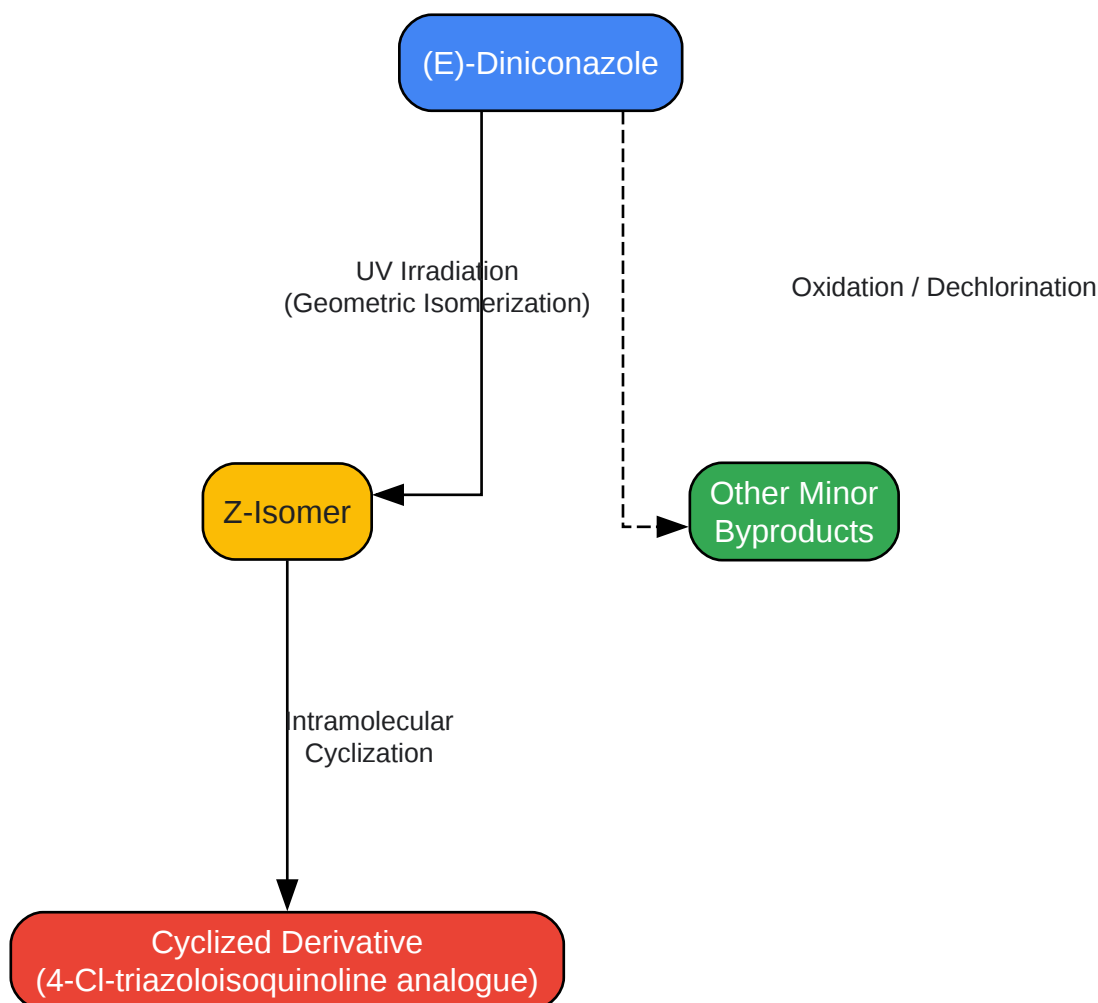 (E)-Diniconazole
UV Irradiation
(Geometric Isomerization)
Oxidation / Dechlorination
Z-Isomer
Other Minor
Byproducts
Intramolecular
Cyclization
Cyclized Derivative
(4-Cl-triazoloisoquinoline analogue)